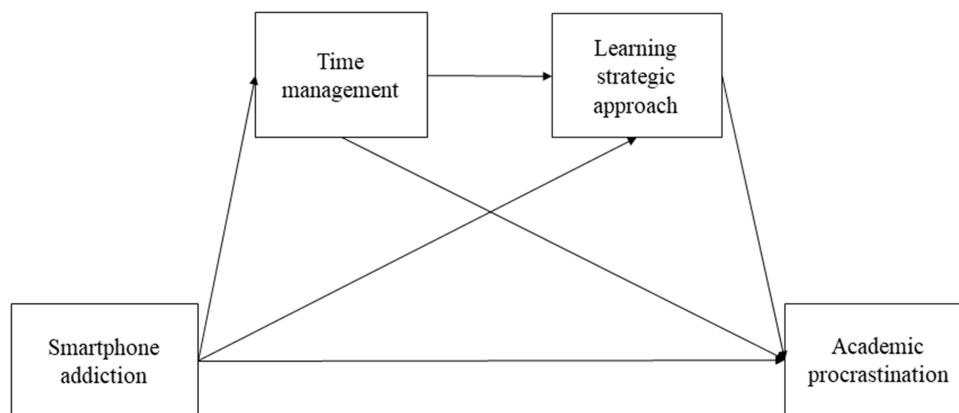 Time
management
Learning
strategic
approach
Smartphone
addiction
Academic
procrastination